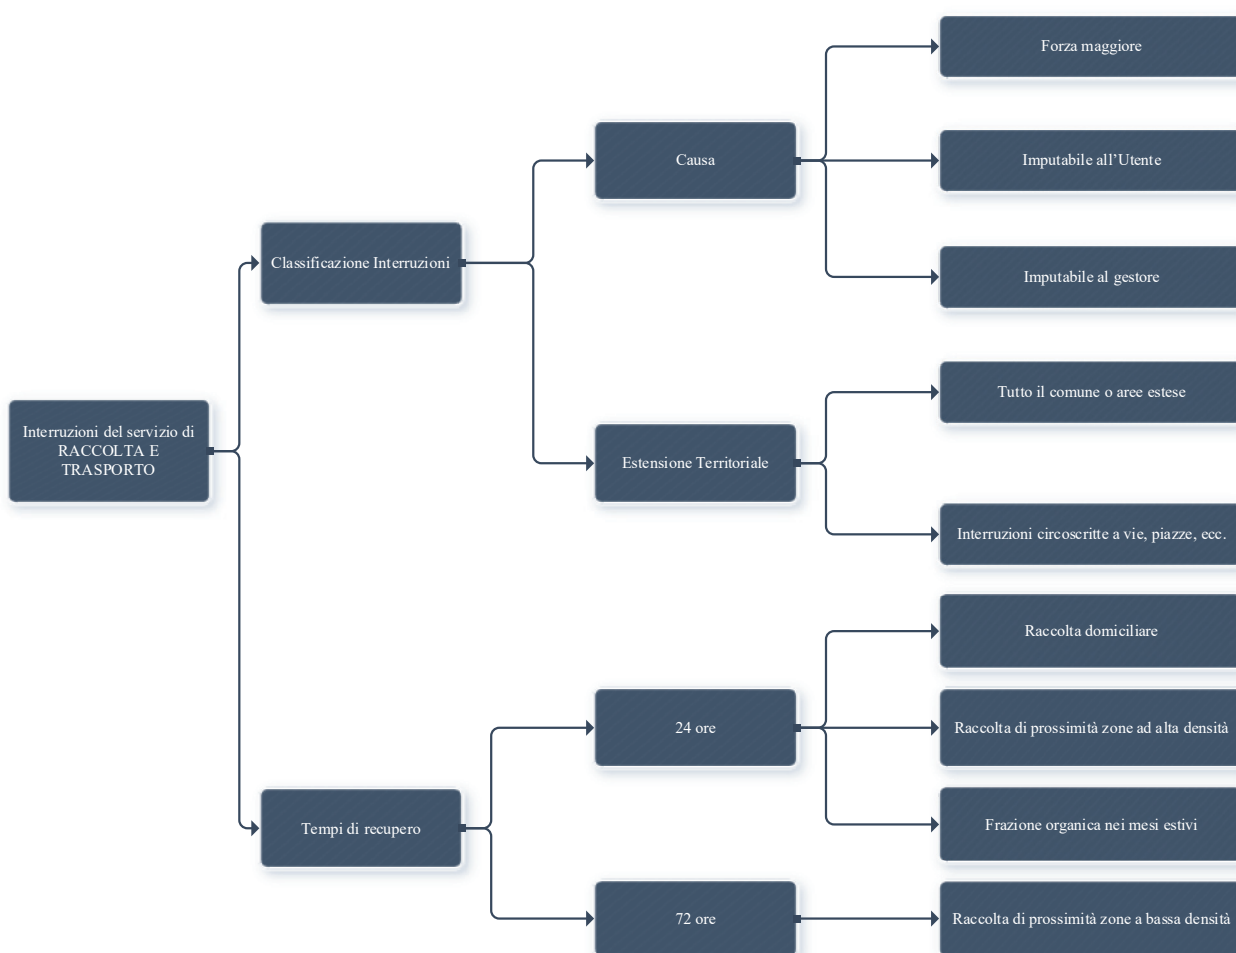 Forza maggiore
Causa
Imputabile all’Utente
Classificazione Interruzioni
Imputabile al gestore
Tutto il comune o aree estese
Interruzioni del servizio di
RACCOLTA E
TRASPORTO
Estensione Territoriale
Interruzioni circoscritte a vie, piazze, ecc.
Raccolta domiciliare
24 ore
Raccolta di prossimità zone ad alta densità
Tempi di recupero
Frazione organica nei mesi estivi
72 ore
Raccolta di prossimità zone a bassa densità